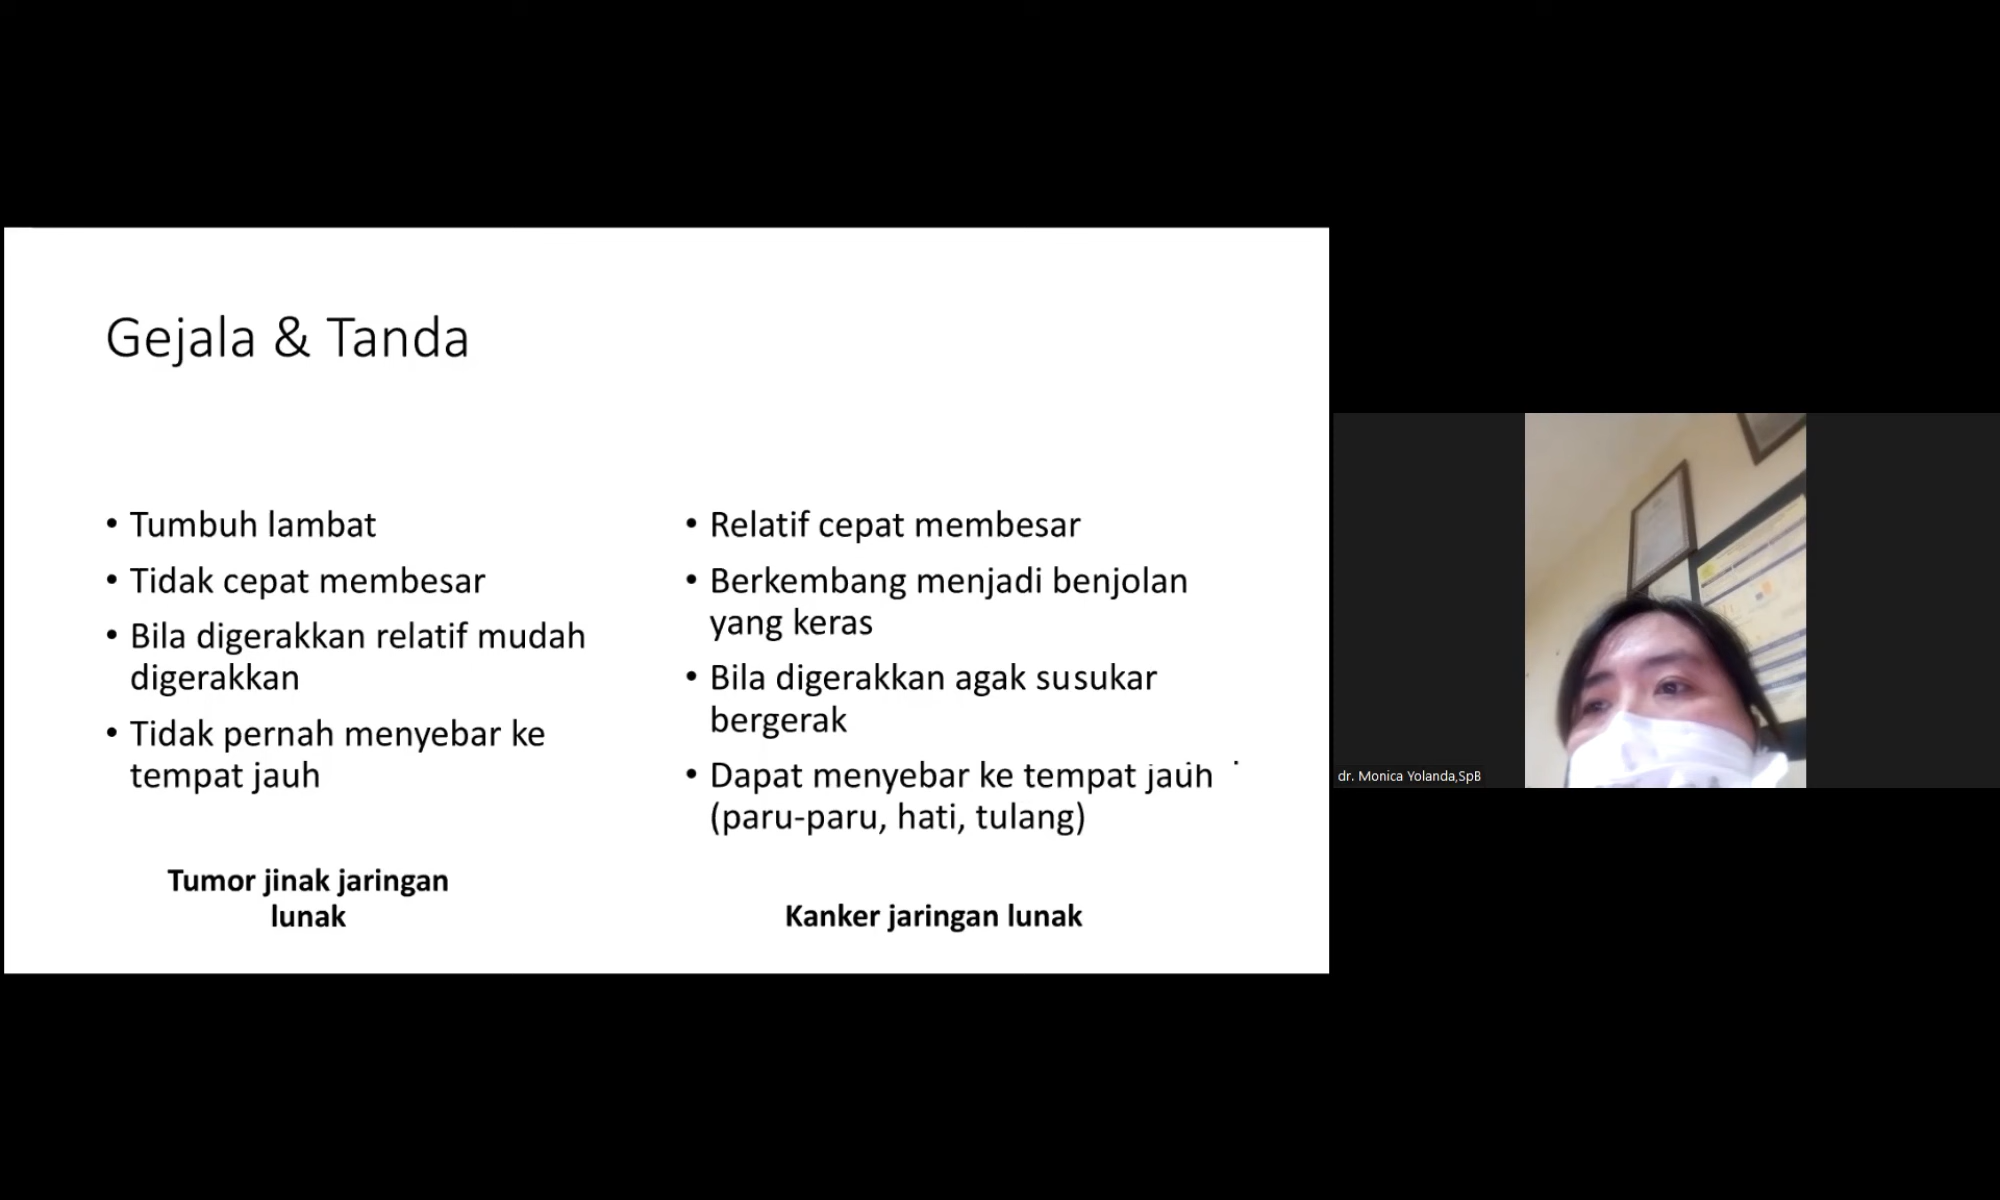 Gejala & Tanda
• Tumbuh lambat
• Tidak cepat membesar
• Bila digerakkan relatif mudah
digerakkan
• Tidak pernah menyebar ke
tempat jauh
Tumor jinak jaringan
lunak
• Relatif cepat membesar
• Berkembang menjadi benjolan
yang keras
• Bila digerakkan agak susukar
bergerak
• Dapat menyebar ke tempat jauh
(paru-paru, hati, tulang)
Kanker jaringan lunak
dr. Monica Yolanda,SpB